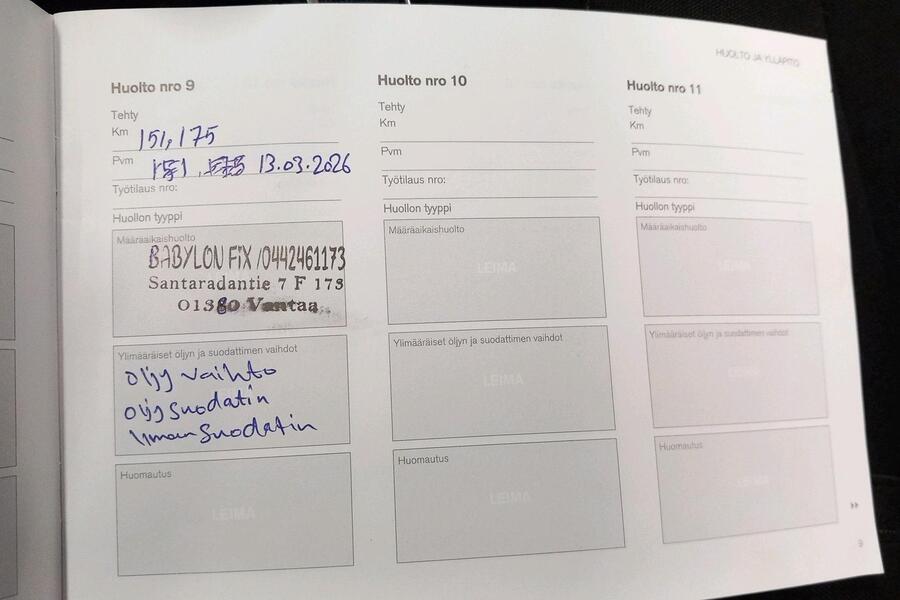 HUOLTO JA YLLÄPITO
Huolto nro 9
Tehty
Km 151,175
Pvm 13.03.2026
Työtilaus nro:
Huollon tyyppi
Määräaikaishuolto
BABYLON FiX /0442461173
Santaradantie 7 F 173
01380 Vantaa
Ylimääräiset öljyn ja suodattimen vaihdot
öljy vaihto
öljy suodatin
ilman suodatin
Huomautus
LEIMA
Huolto nro 10
Tehty
Km
Pvm
Työtilaus nro:
Huollon tyyppi
Määräaikaishuolto
LEIMA
Ylimääräiset öljyn ja suodattimen vaihdot
LEIMA
Huomautus
LEIMA
Huolto nro 11
Tehty
Km
Pvm
Työtilaus nro:
Huollon tyyppi
Määräaikaishuolto
LEIMA
Ylimääräiset öljyn ja suodattimen vaihdot
LEIMA
Huomautus
LEIMA
9